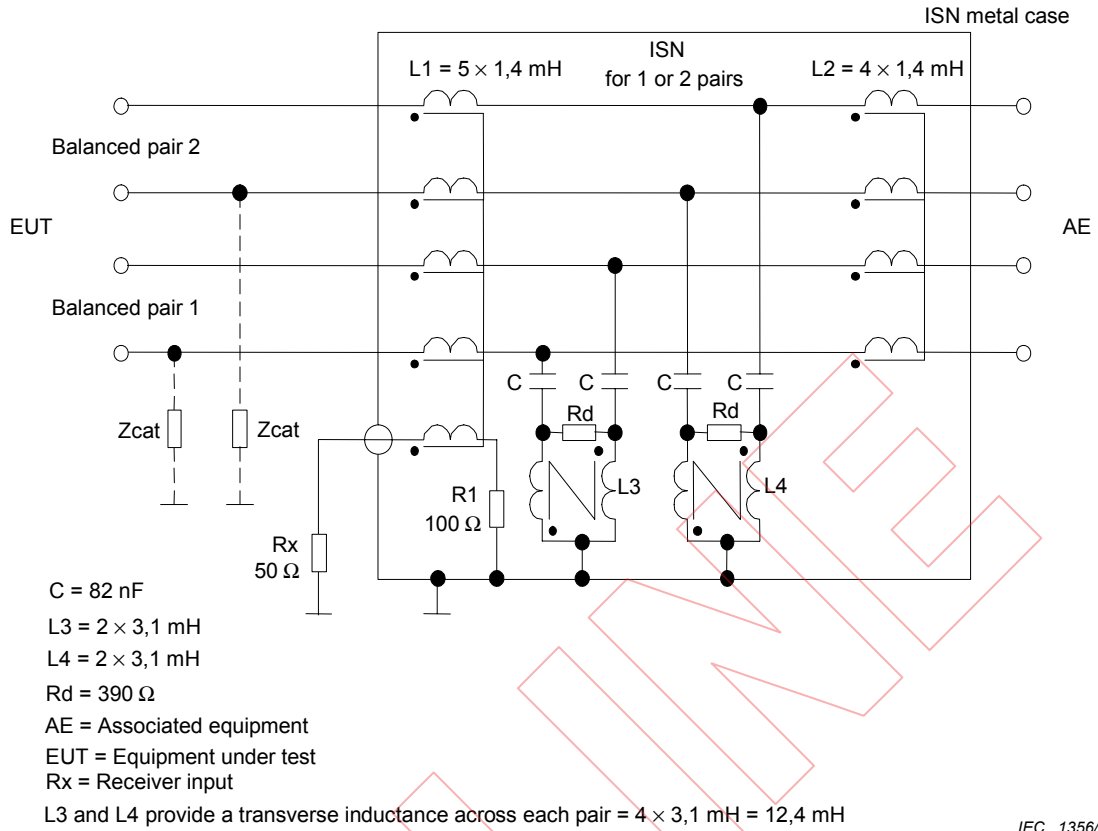 ISN metal case
ISN
for 1 or 2 pairs
L1 = 5 × 1,4 mH
L2 = 4 × 1,4 mH
Balanced pair 2
EUT
AE
Balanced pair 1
C
C
C
C
Rd
Rd
Zcat
Zcat
L3
L4
R1
100 Ω
Rx
50 Ω
C = 82 nF
L3 = 2 × 3,1 mH
L4 = 2 × 3,1 mH
Rd = 390 Ω
AE = Associated equipment
EUT = Equipment under test
Rx = Receiver input
L3 and L4 provide a transverse inductance across each pair = 4 × 3,1 mH = 12,4 mH
IEC 1356/